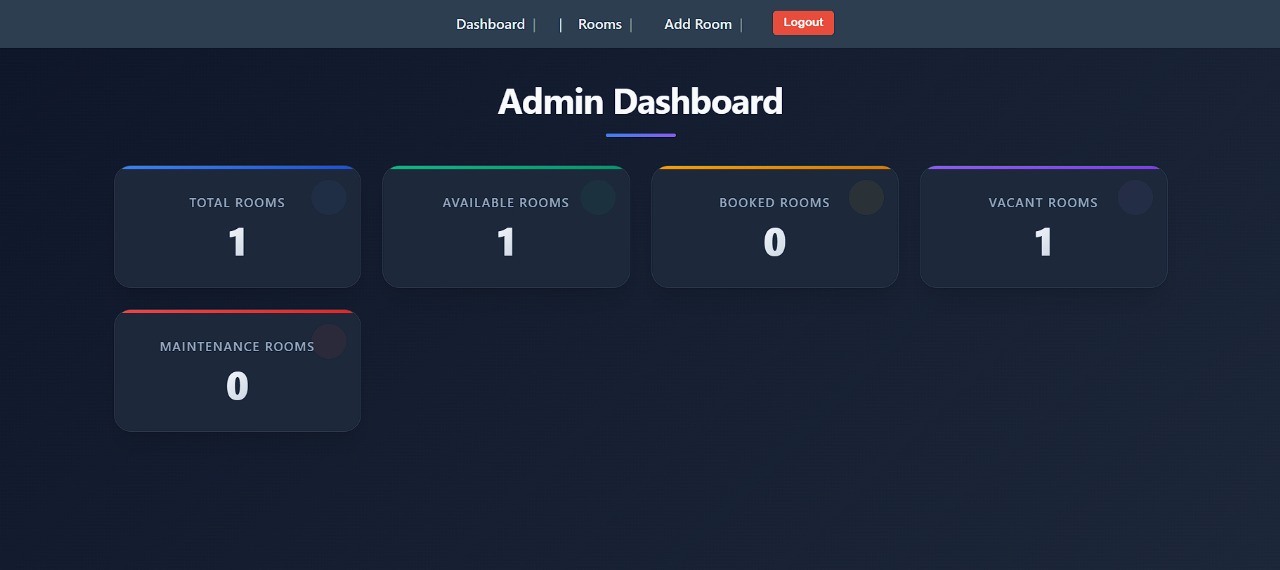 Dashboard | | Rooms | Add Room | Logout
Admin Dashboard
TOTAL ROOMS
1
AVAILABLE ROOMS
1
BOOKED ROOMS
0
VACANT ROOMS
1
MAINTENANCE ROOMS
0